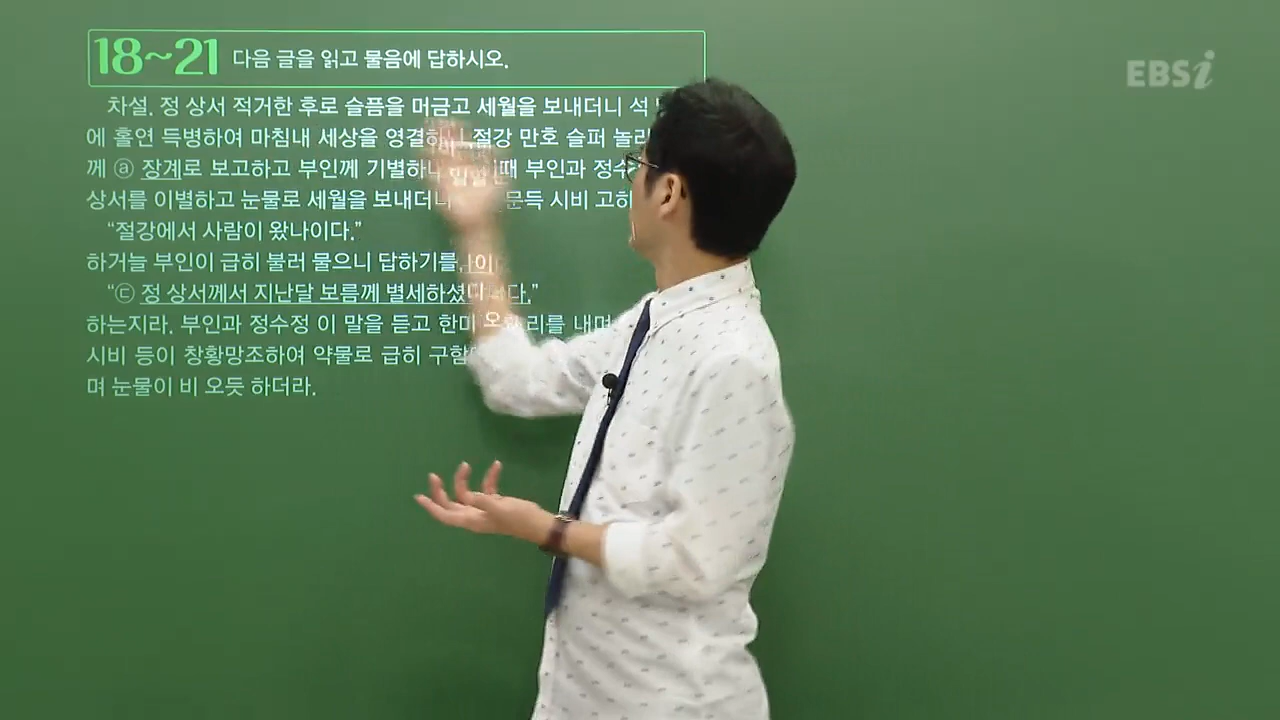 18~21 다음 글을 읽고 물음에 답하시오.
EBSi
차설. 정 상서 적거한 후로 슬픔을 머금고 세월을 보내더니 석
에 홀연 득병하여 마침내 세상을 영결하니 절강 만호 슬퍼 놀라
께 ⓐ 장계로 보고하고 부인께 기별하니 때 부인과 정수
상서를 이별하고 눈물로 세월을 보내더니 문득 시비 고하
“절강에서 사람이 왔나이다.”
하거늘 부인이 급히 불러 물으니 답하기를,
“㉢ 정 상서께서 지난달 보름께 별세하셨다.”
하는지라. 부인과 정수정 이 말을 듣고 한마 리를 내며
시비 등이 창황망조하여 약물로 급히 구함
며 눈물이 비 오듯 하더라.